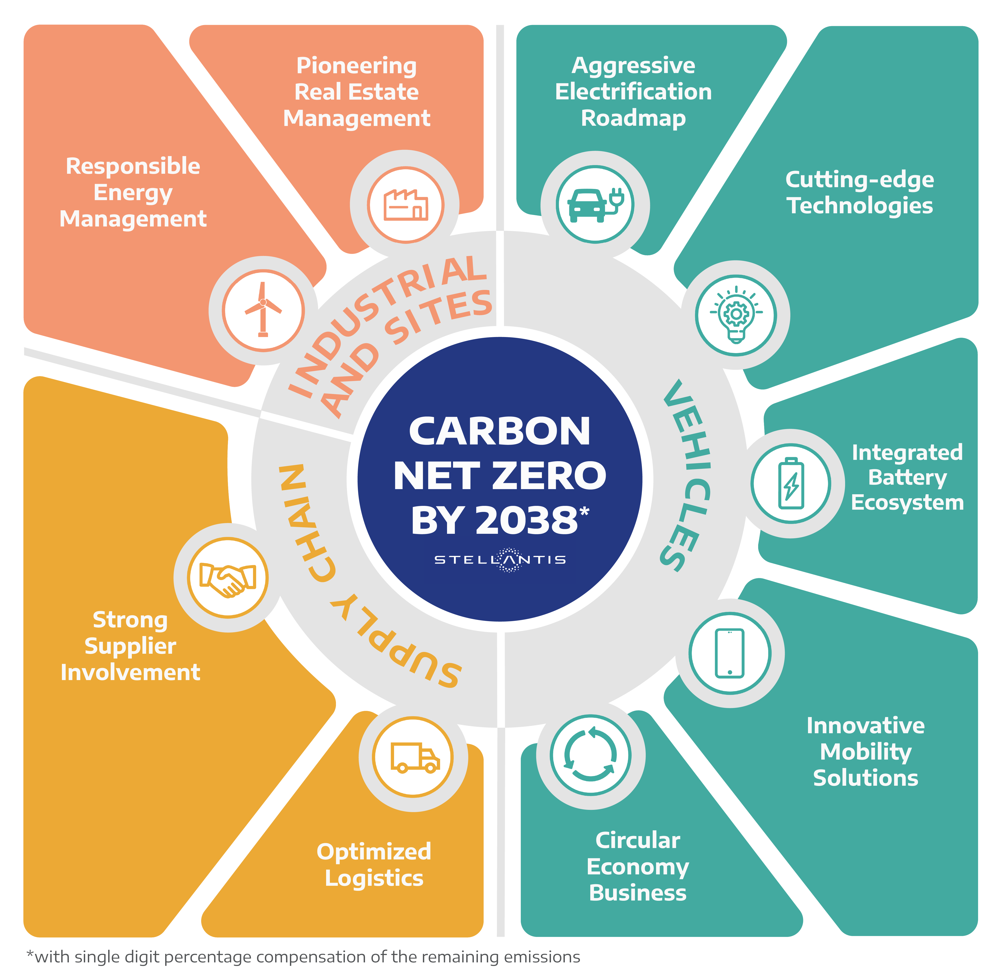 Pioneering
Real Estate
Management
Aggressive
Electrification
Roadmap
Responsible
Energy
Management
Cutting-edge
Technologies
INDUSTRIAL
AND SITES
VEHICLES
CARBON
NET ZERO
BY 2038*
STELLANTIS
Integrated
Battery
Ecosystem
SUPPLY CHAIN
Strong
Supplier
Involvement
Innovative
Mobility
Solutions
Optimized
Logistics
Circular
Economy
Business
*with single digit percentage compensation of the remaining emissions